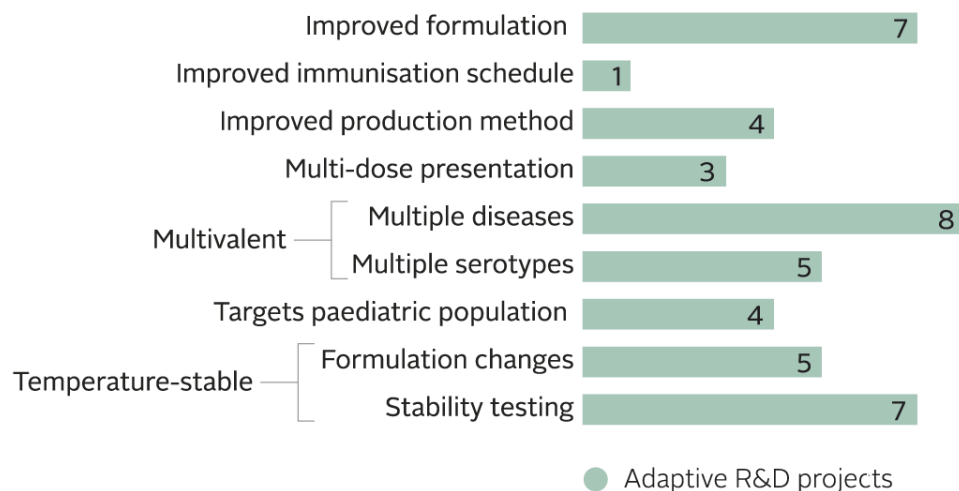 Improved formulation 7
Improved immunisation schedule 1
Improved production method 4
Multi-dose presentation 3
Multiple diseases 8
Multivalent
Multiple serotypes 5
Targets paediatric population 4
Formulation changes 5
Temperature-stable
Stability testing 7
Adaptive R&D projects